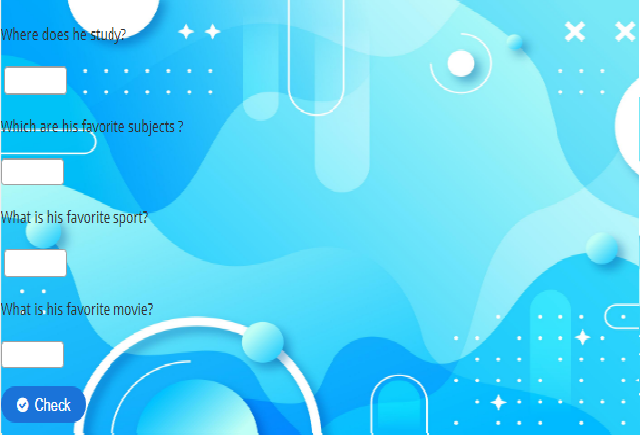 Where does he study?
Which are his favorite subjects ?
What is his favorite sport?
What is his favorite movie?
Check